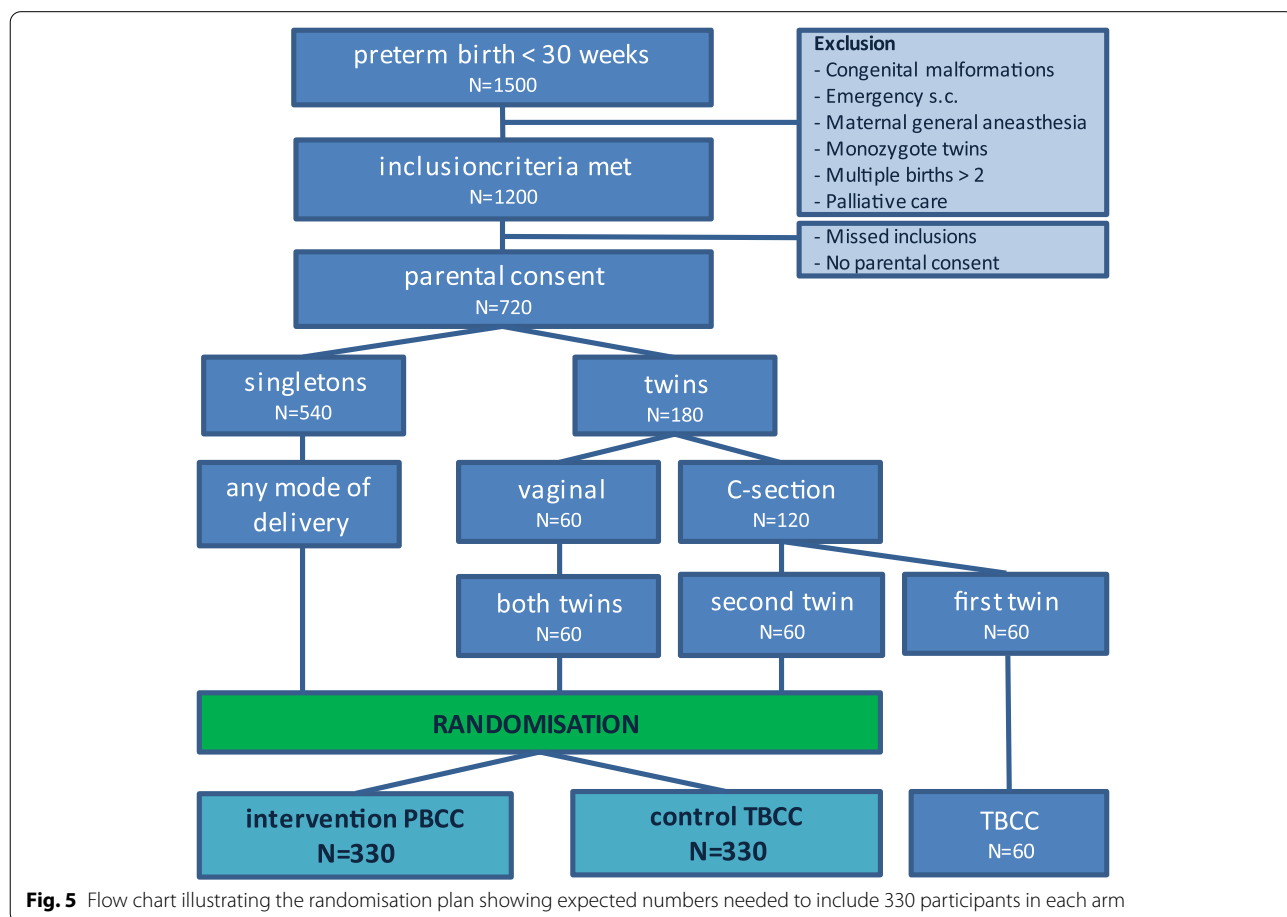 preterm birth < 30 weeks
N=1500
Exclusion
- Congenital malformations
- Emergency s.c.
- Maternal general aneasthesia
- Monozygote twins
- Multiple births > 2
- Palliative care
inclusioncriteria met
N=1200
- Missed inclusions
- No parental consent
parental consent
N=720
singletons
N=540
twins
N=180
any mode of
delivery
vaginal
N=60
C-section
N=120
both twins
N=60
second twin
N=60
first twin
N=60
RANDOMISATION
intervention PBCC
N=330
control TBCC
N=330
TBCC
N=60
Fig. 5 Flow chart illustrating the randomisation plan showing expected numbers needed to include 330 participants in each arm